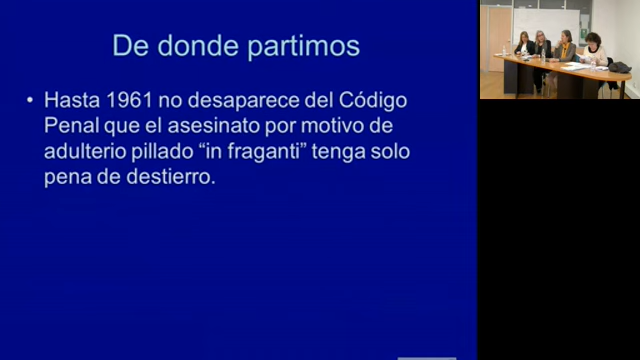 De donde partimos
• Hasta 1961 no desaparece del Código
Penal que el asesinato por motivo de
adulterio pillado “in fraganti” tenga solo
pena de destierro.